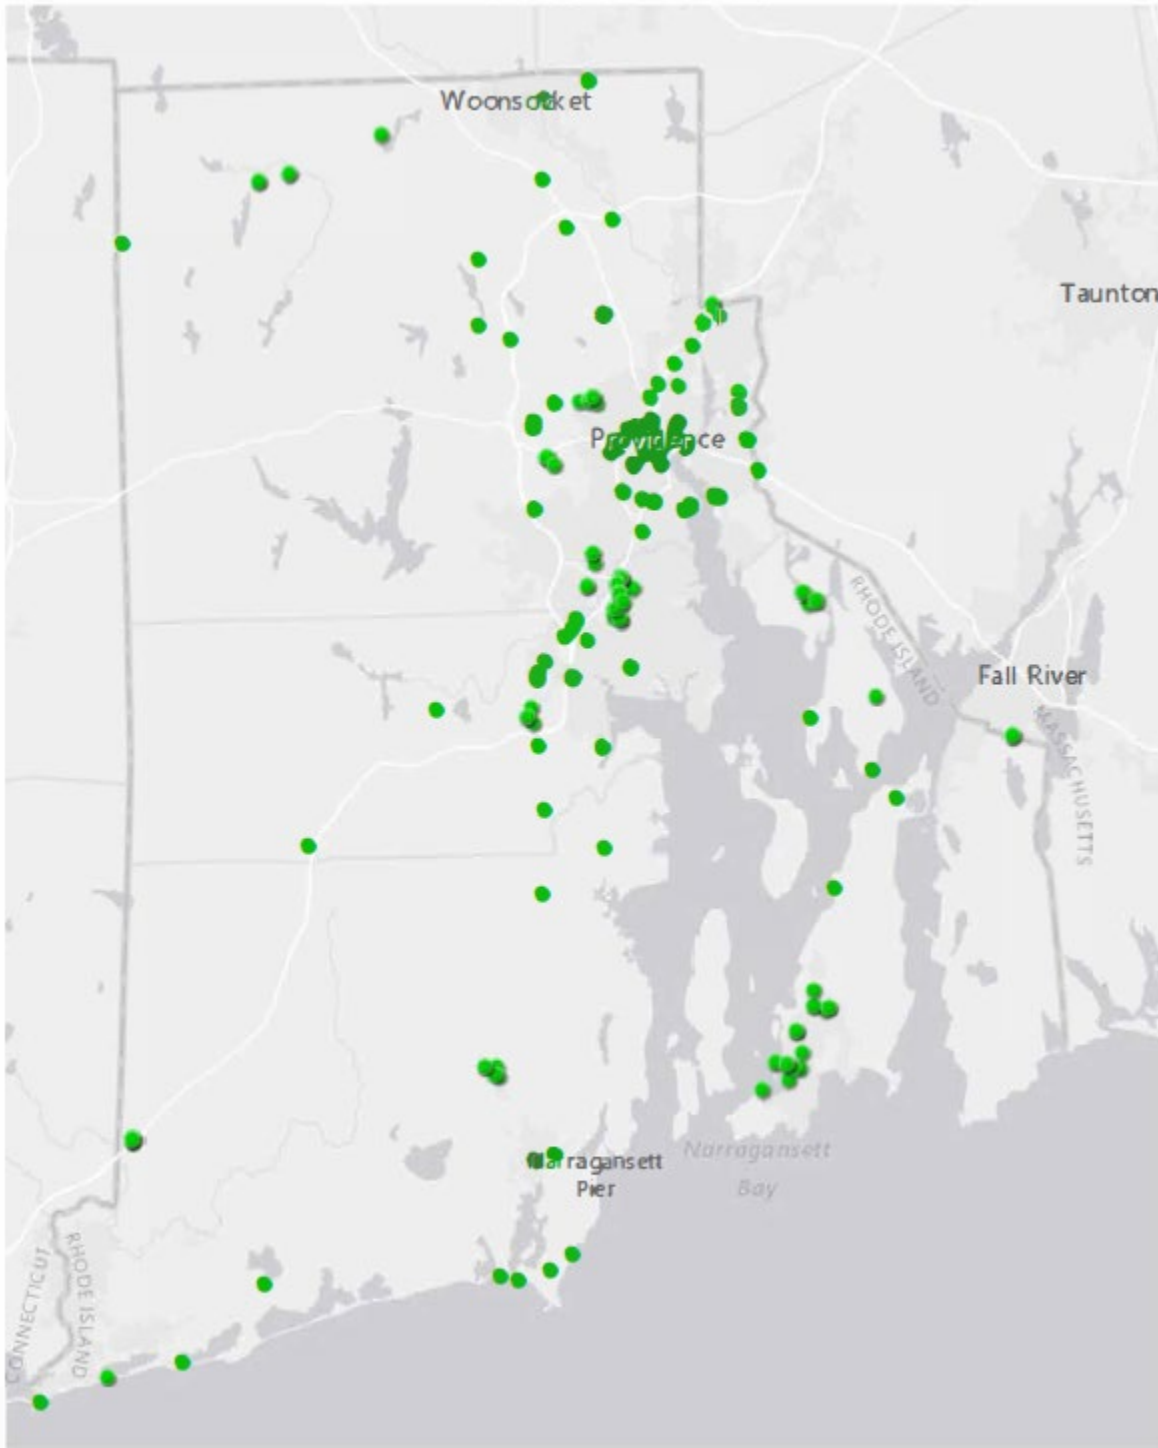 Woonsocket
Taunton
Providence
RHODE ISLAND
Fall River
MASSACHUSETTS
Narragansett
Pier
Narragansett
Bay
CONNECTICUT
RHODE ISLAND